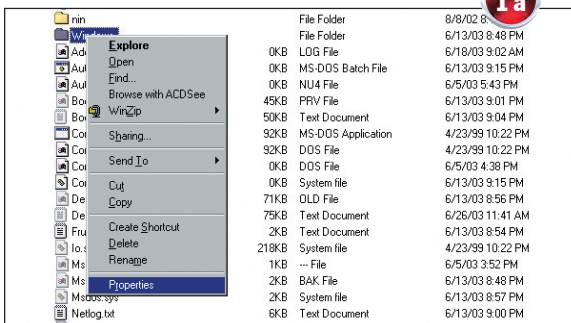 1a
nin File Folder 8/8/02 8:
Windows File Folder 6/13/03 8:48 PM
Explore
Open
Find...
Browse with ACDSee
WinZip
Sharing...
Send To
Cut
Copy
Create Shortcut
Delete
Rename
Properties
Ad 0KB LOG File 6/18/03 9:02 AM
Aut 0KB MS-DOS Batch File 6/13/03 9:15 PM
Aut 0KB NU4 File 6/5/03 5:43 PM
Boo 45KB PRV File 6/13/03 9:01 PM
Boo 50KB Text Document 6/13/03 9:04 PM
Cor 92KB MS-DOS Application 4/23/99 10:22 PM
Cor 92KB DOS File 4/23/99 10:22 PM
Cor 0KB DOS File 6/5/03 4:38 PM
Cor 0KB System file 6/13/03 9:15 PM
De 71KB OLD File 6/13/03 8:56 PM
De 75KB Text Document 6/26/03 11:41 AM
Fru 2KB Text Document 6/13/03 8:54 PM
Io.s 218KB System file 4/23/99 10:22 PM
Ms 1KB --- File 6/5/03 3:52 PM
Ms 2KB BAK File 6/13/03 8:48 PM
Msdos.sys 2KB System file 6/13/03 8:57 PM
Netlog.txt 6KB Text Document 6/13/03 9:00 PM